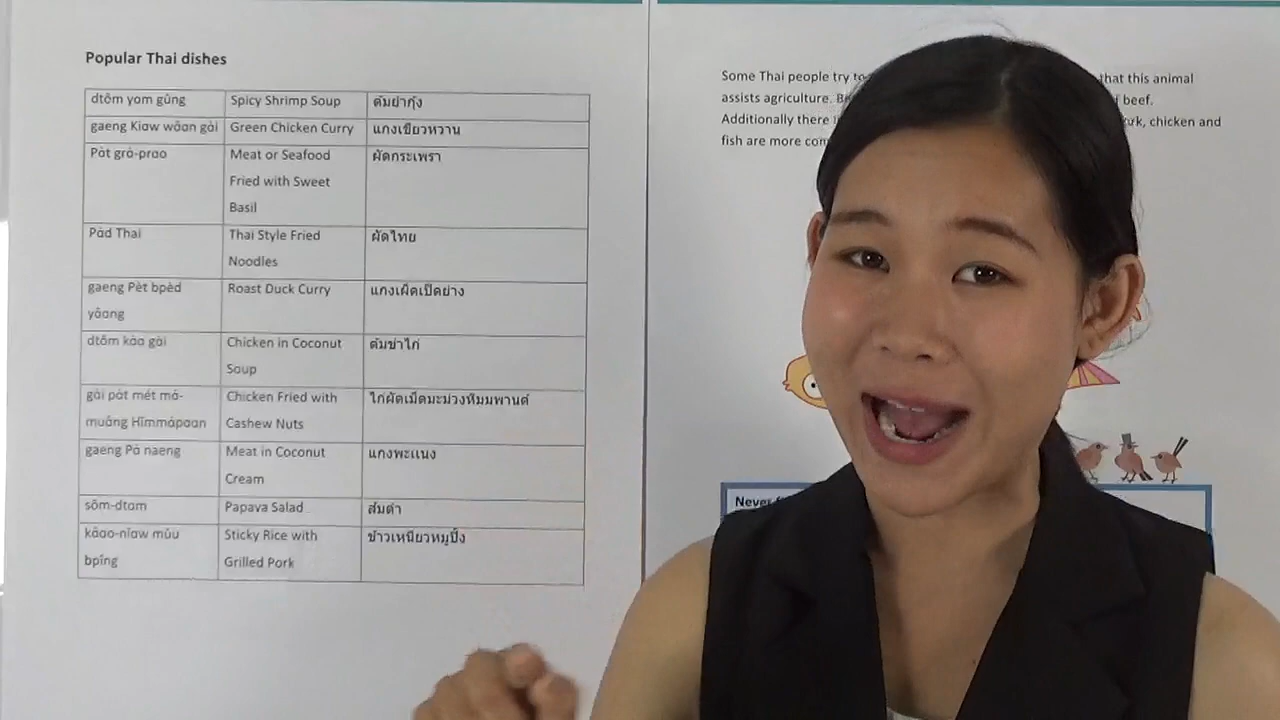 Popular Thai dishes
dtôm yam gûng Spicy Shrimp Soup ต้มยำกุ้ง
gaeng Kiaw wăan gài Green Chicken Curry แกงเขียวหวาน
Pàt grà-prao Meat or Seafood ผัดกระเพรา
Fried with Sweet
Basil
Pàd Thai Thai Style Fried ผัดไทย
Noodles
gaeng Pèt bpèd Roast Duck Curry แกงเผ็ดเป็ดย่าง
yâang
dtôm kàa gài Chicken in Coconut ต้มข่าไก่
Soup
gài pàt mét má- Chicken Fried with ไก่ผัดเม็ดมะม่วงหิมมพานต์
muâng Hĭmmápaan Cashew Nuts
gaeng Pá naeng Meat in Coconut แกงพะแนง
Cream
sôm-dtam Papaya Salad ส้มตำ
kâao-nĭaw mŭu Sticky Rice with ข้าวเหนียวหมูปิ้ง
bpîng Grilled Pork
Some Thai people try to that this animal
assists agriculture. beef.
Additionally there chicken and
fish are more
Never